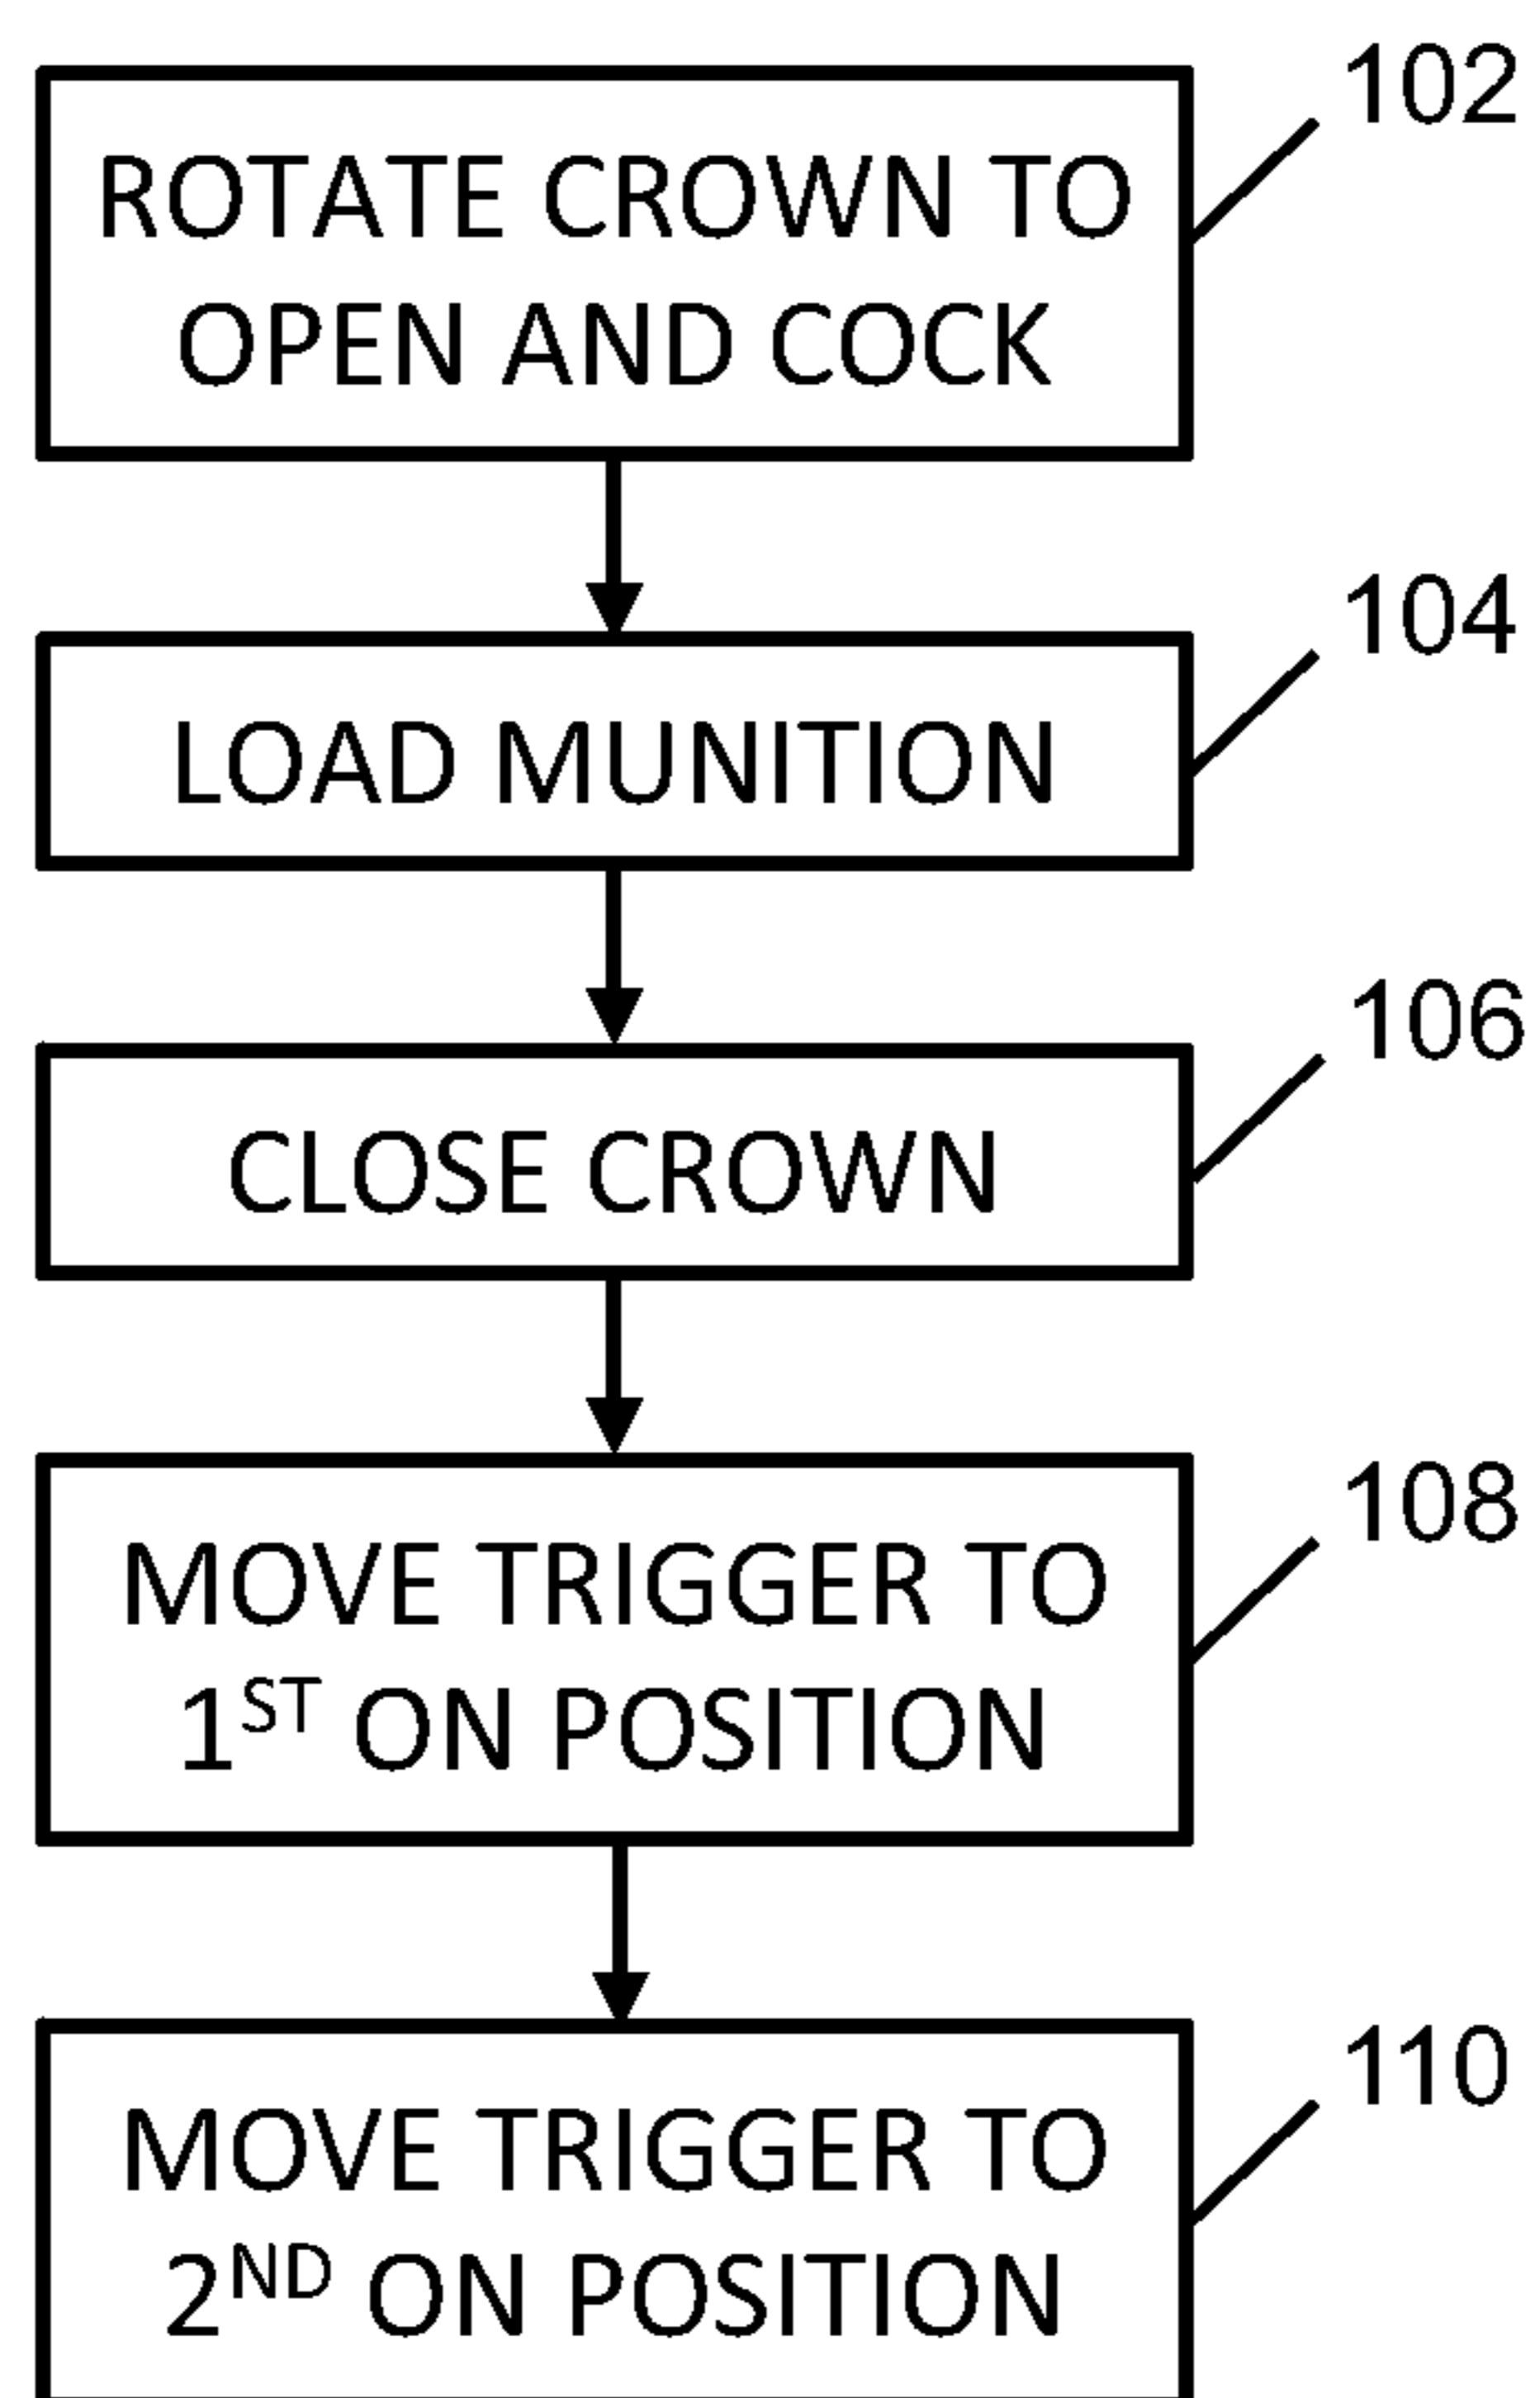 102
ROTATE CROWN TO
OPEN AND COCK
104
LOAD MUNITION
106
CLOSE CROWN
108
MOVE TRIGGER TO
1ST ON POSITION
110
MOVE TRIGGER TO
2ND ON POSITION